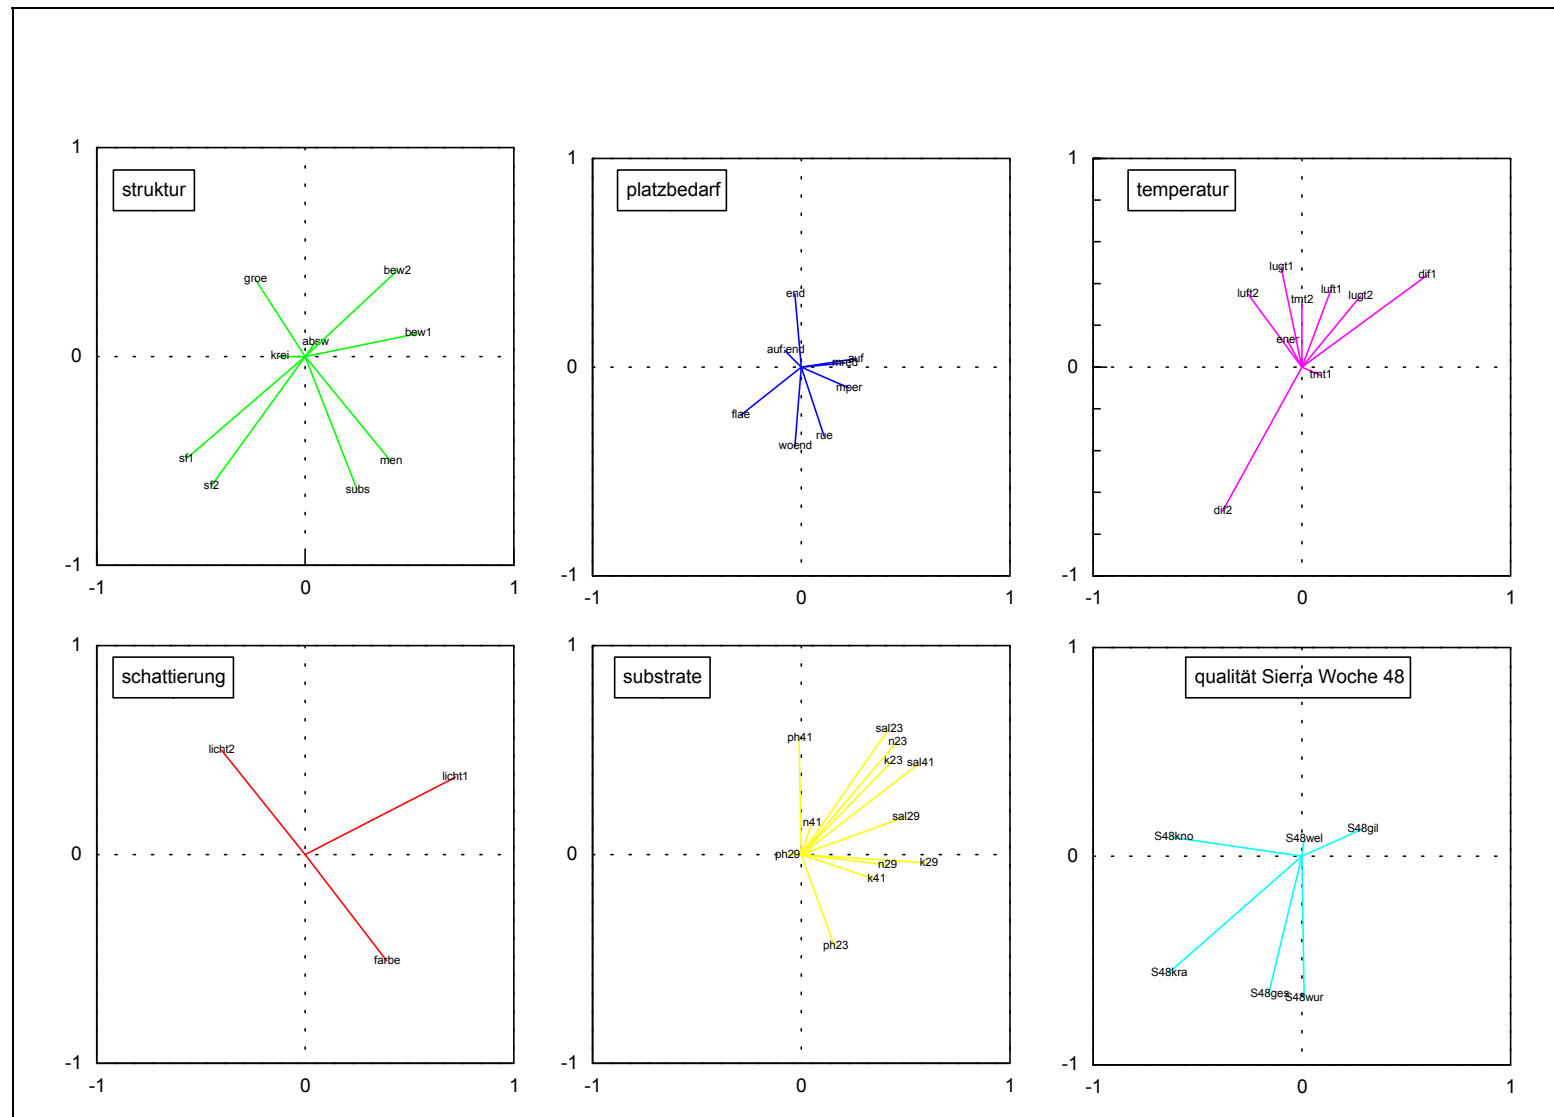 1
struktur
groe
bew2
absw
bew1
0
krei
sf1
men
sf2
subs
-1
-1
0
1
1
platzbedarf
end
auf:end
auf
mred
0
mper
flae
rue
woend
-1
-1
0
1
1
temperatur
lugt1
dif1
luft2
tmt2
luft1
lugt2
ener
0
tmt1
dif2
-1
-1
0
1
1
schattierung
licht2
licht1
0
farbe
-1
-1
0
1
1
substrate
sal23
ph41
n23
k23
sal41
sal29
n41
0
ph29
n29
k29
k41
ph23
-1
-1
0
1
1
qualität Sierra Woche 48
S48kno
S48wel
S48gil
0
S48kra
S48ges
S48wur
-1
-1
0
1